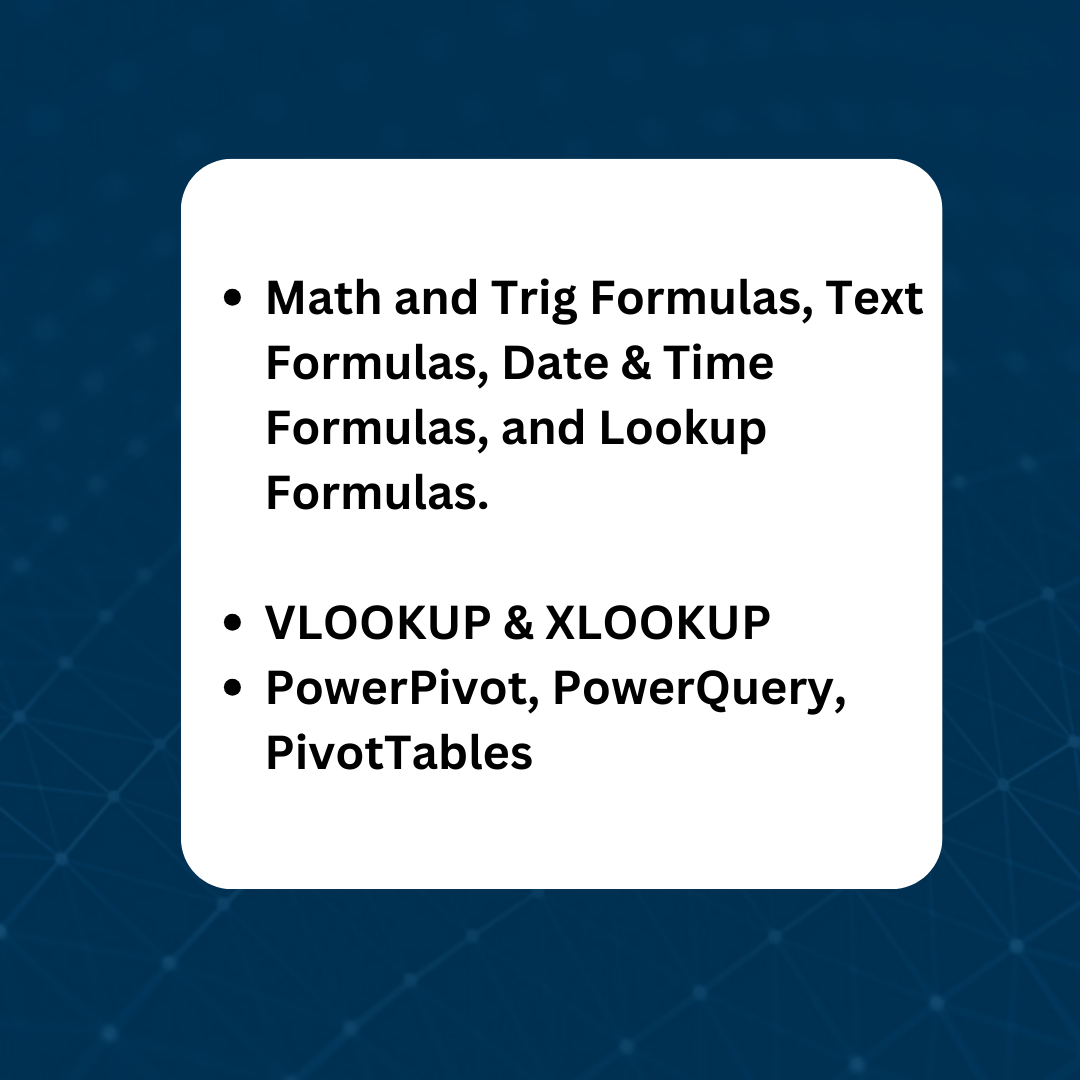 • Math and Trig Formulas, Text
Formulas, Date & Time
Formulas, and Lookup
Formulas.
• VLOOKUP & XLOOKUP
• PowerPivot, PowerQuery,
PivotTables